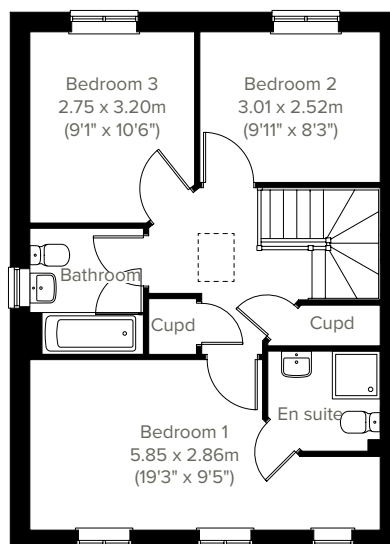 Bedroom 3
2.75 x 3.20m
(9'1" x 10'6")
Bedroom 2
3.01 x 2.52m
(9'11" x 8'3")
Bathroom
Cupd
Cupd
En suite
Bedroom 1
5.85 x 2.86m
(19'3" x 9'5")